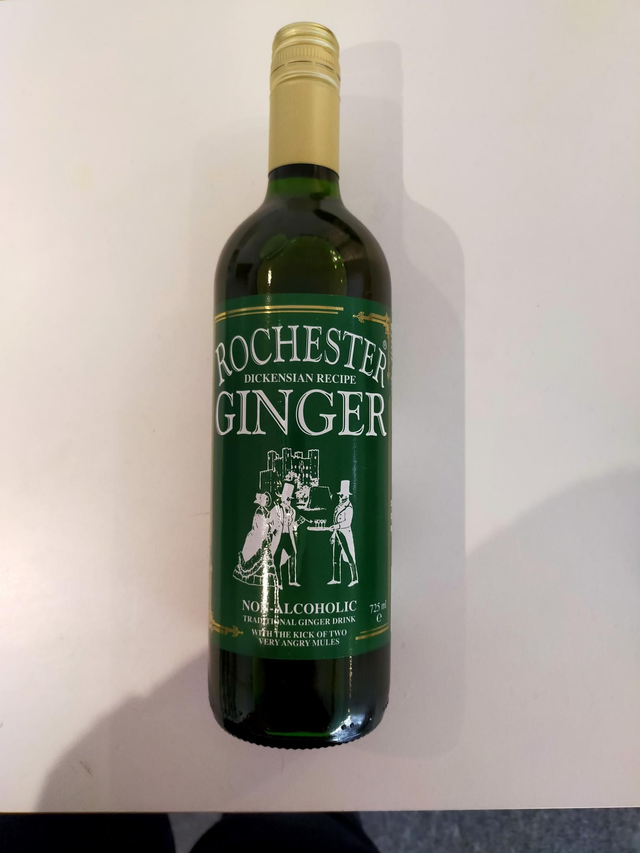 ROCHESTER®
DICKENSIAN RECIPE
GINGER
NON-ALCOHOLIC
TRADITIONAL GINGER DRINK
WITH THE KICK OF TWO
VERY ANGRY MULES
725 ml
℮